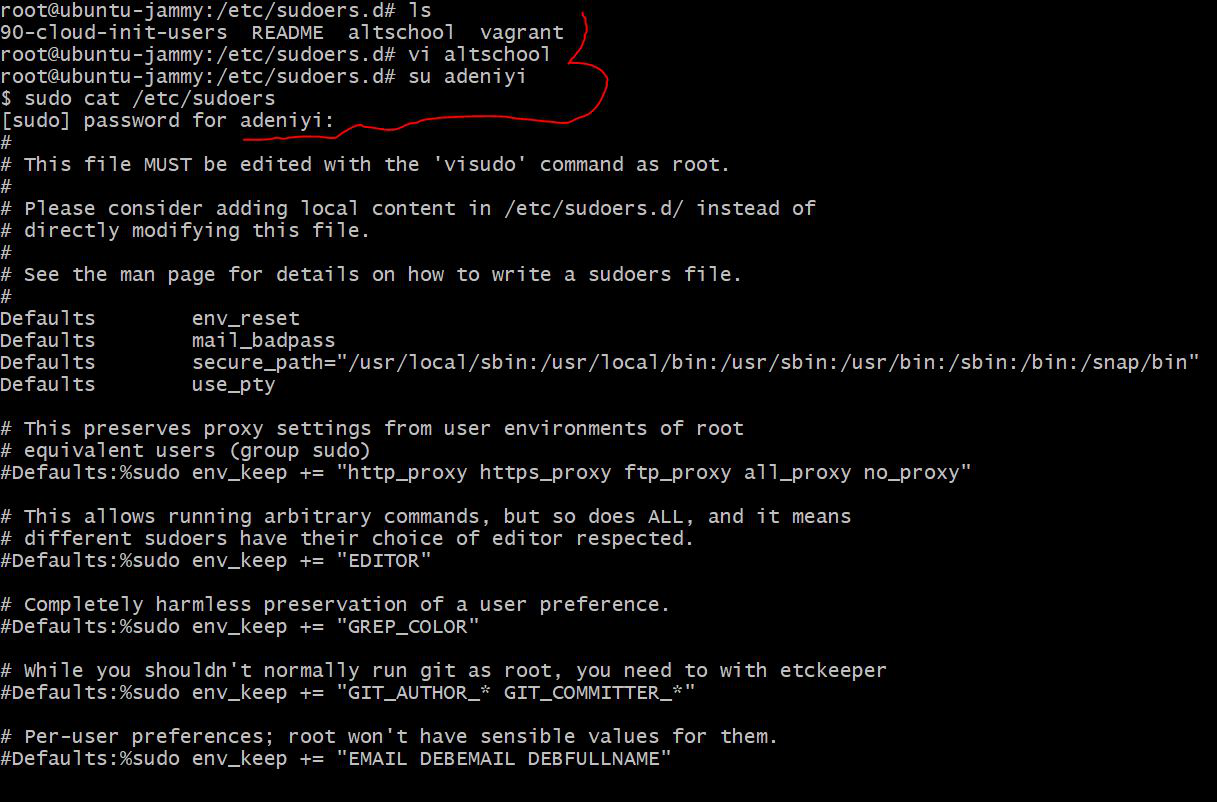 root@ubuntu-jammy:/etc/sudoers.d# ls
90-cloud-init-users  README  altschool  vagrant
root@ubuntu-jammy:/etc/sudoers.d# vi altschool
root@ubuntu-jammy:/etc/sudoers.d# su adeniyi
$ sudo cat /etc/sudoers
[sudo] password for adeniyi:
#
# This file MUST be edited with the 'visudo' command as root.
#
# Please consider adding local content in /etc/sudoers.d/ instead of
# directly modifying this file.
#
# See the man page for details on how to write a sudoers file.
#
Defaults        env_reset
Defaults        mail_badpass
Defaults        secure_path="/usr/local/sbin:/usr/local/bin:/usr/sbin:/usr/bin:/sbin:/bin:/snap/bin"
Defaults        use_pty

# This preserves proxy settings from user environments of root
# equivalent users (group sudo)
#Defaults:%sudo env_keep += "http_proxy https_proxy ftp_proxy all_proxy no_proxy"

# This allows running arbitrary commands, but so does ALL, and it means
# different sudoers have their choice of editor respected.
#Defaults:%sudo env_keep += "EDITOR"

# Completely harmless preservation of a user preference.
#Defaults:%sudo env_keep += "GREP_COLOR"

# While you shouldn't normally run git as root, you need to with etckeeper
#Defaults:%sudo env_keep += "GIT_AUTHOR_* GIT_COMMITTER_*"

# Per-user preferences; root won't have sensible values for them.
#Defaults:%sudo env_keep += "EMAIL DEBEMAIL DEBFULLNAME"